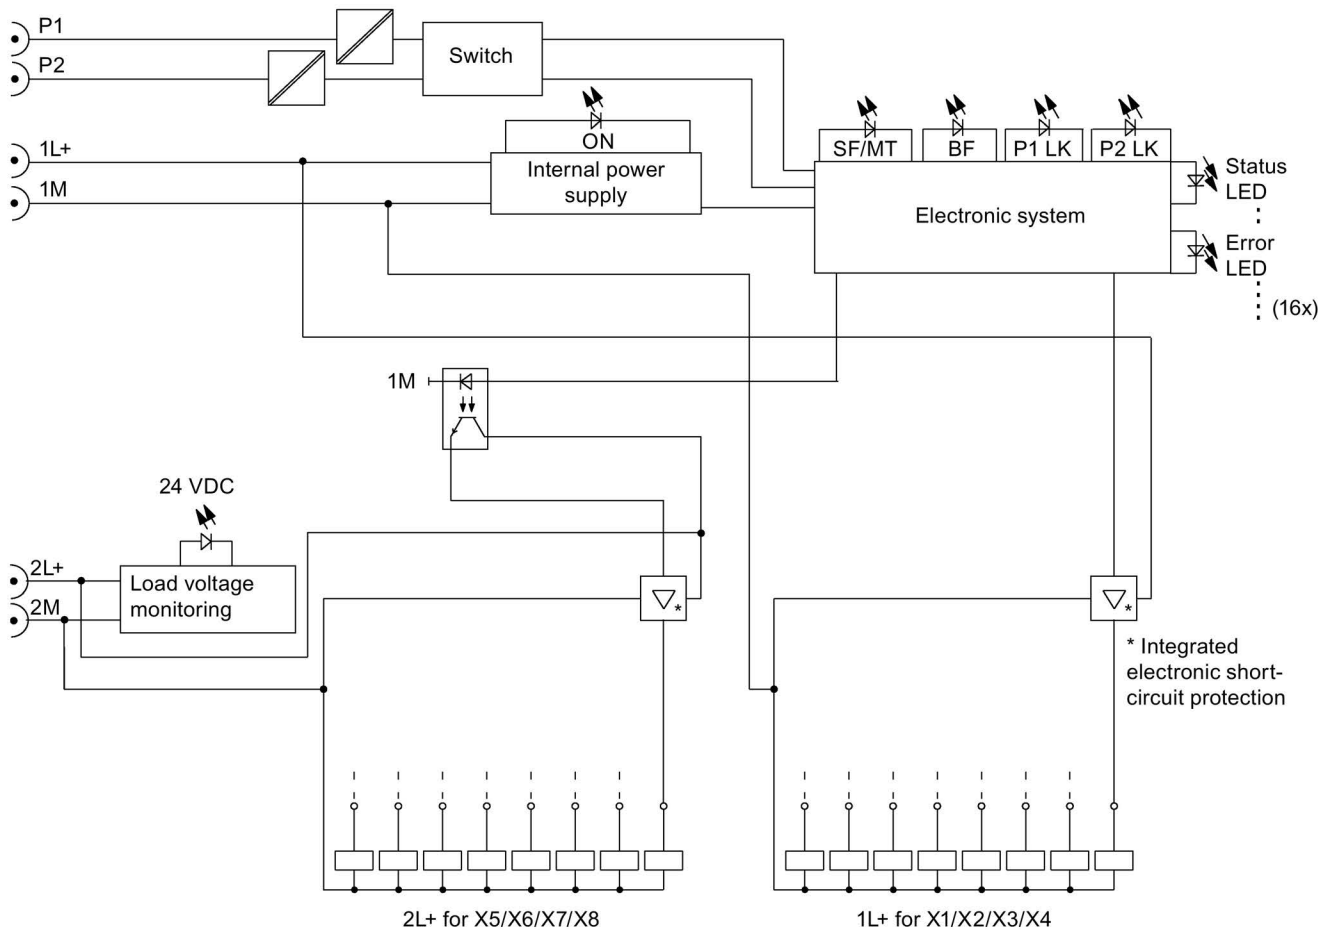 P1
P2
Switch
ON
Internal power
supply
1L+
1M
SF/MT
BF
P1 LK
P2 LK
Electronic system
Status
LED
Error
LED
(16x)
1M
24 VDC
2L+
2M
Load voltage
monitoring
*
*
* Integrated
electronic short-
circuit protection
2L+ for X5/X6/X7/X8
1L+ for X1/X2/X3/X4